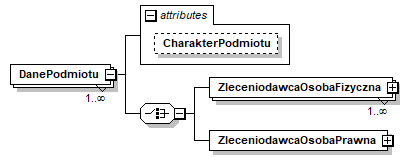 attributes
CharakterPodmiotu
DanePodmiotu
1..∞
ZleceniodawcaOsobaFizyczna
1..∞
ZleceniodawcaOsobaPrawna